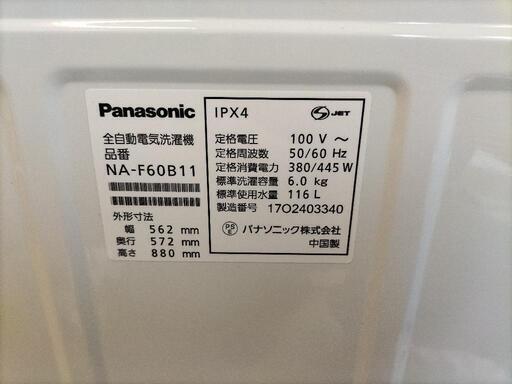 Panasonic
全自動電気洗濯機
品番
NA-F60B11
外形寸法
幅 562 mm
奥行 572 mm
高さ 880 mm
IPX4
S JET
定格電圧 100 V ～
定格周波数 50/60 Hz
定格消費電力 380/445 W
標準洗濯容量 6.0 kg
標準使用水量 116 L
製造番号 17O2403340
PS E パナソニック株式会社
中国製